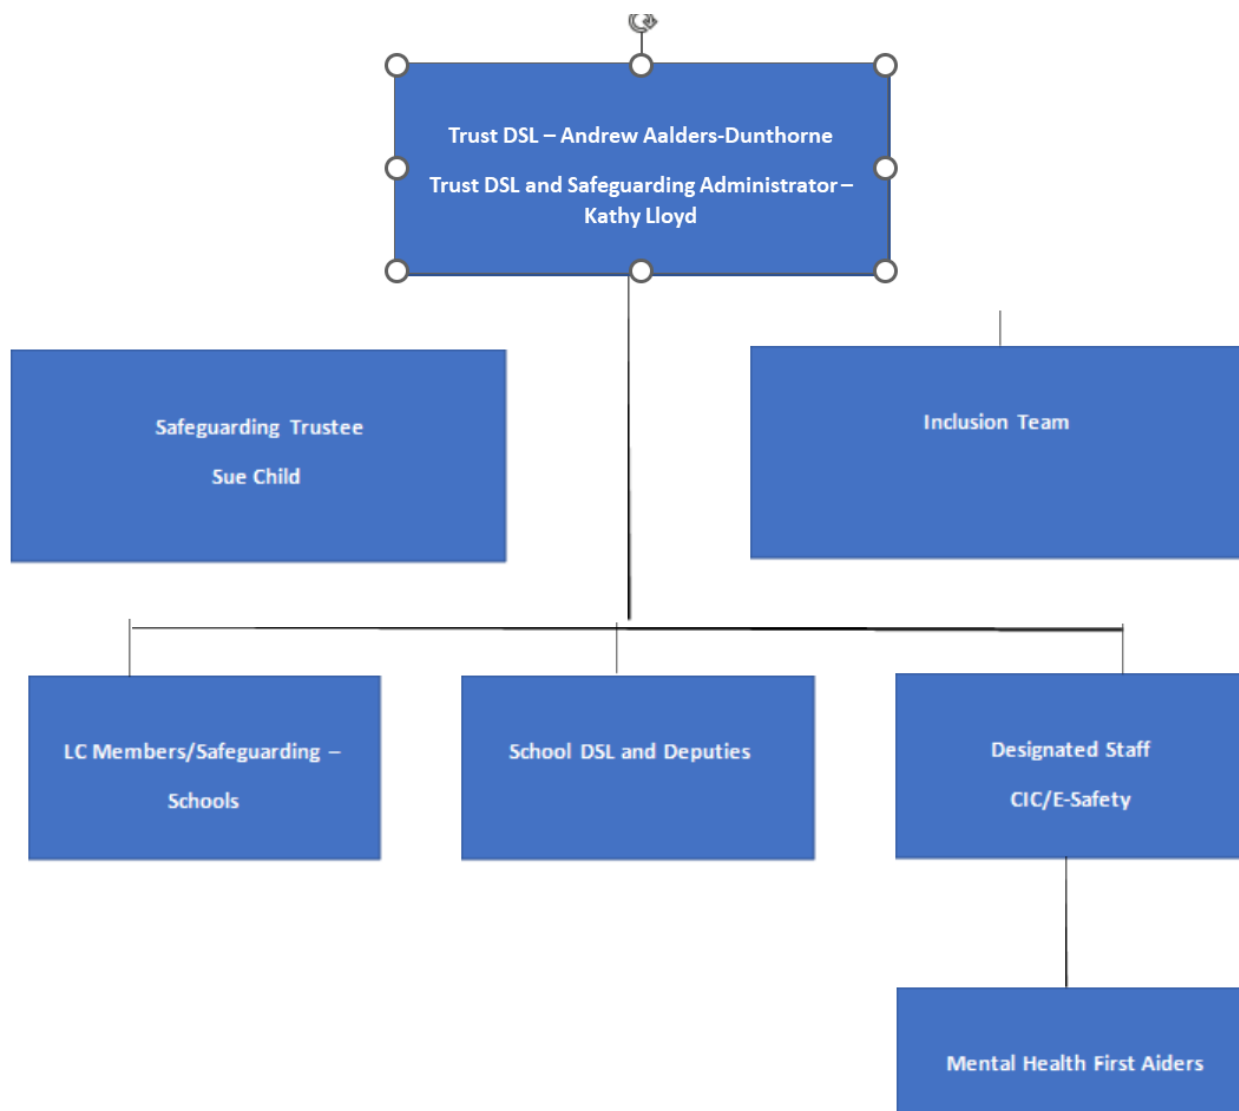 Trust DSL – Andrew Aalders-Dunthorne
Trust DSL and Safeguarding Administrator –
Kathy Lloyd
Safeguarding Trustee
Sue Child
Inclusion Team
LC Members/Safeguarding –
Schools
School DSL and Deputies
Designated Staff
CIC/E-Safety
Mental Health First Aiders